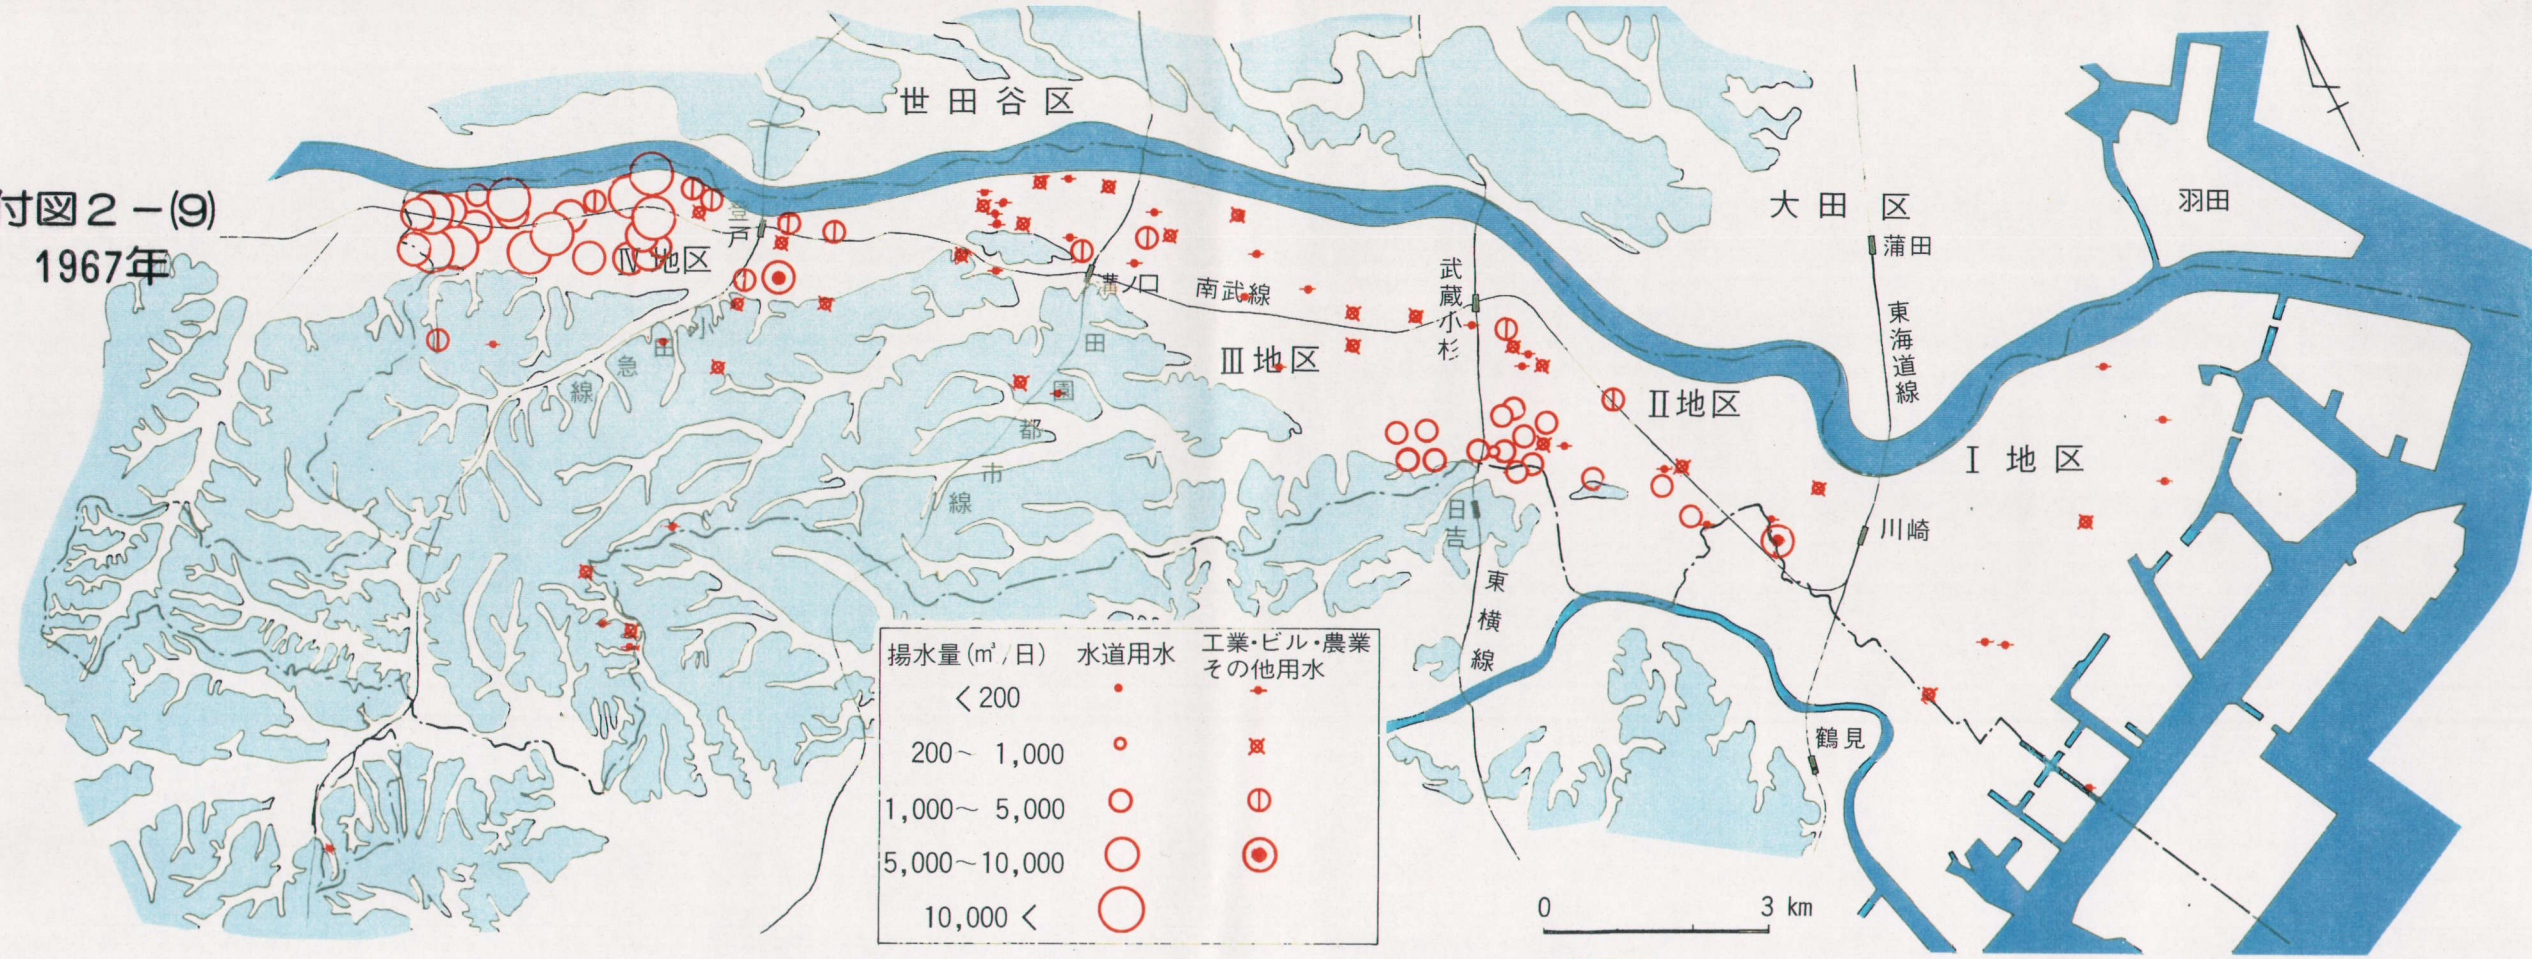 付図2-(9)
1967年
世田谷区
大田区
羽田
蒲田
東海道線
登戸
Ⅳ地区
溝ノ口
南武線
武蔵小杉
Ⅲ地区
Ⅱ地区
Ⅰ地区
小田急線
田園都市線
日吉
東横線
川崎
鶴見
揚水量(m³/日) 水道用水 工業・ビル・農業
その他用水
<200
200~ 1,000
1,000~ 5,000
5,000~10,000
10,000 <
0 3 km